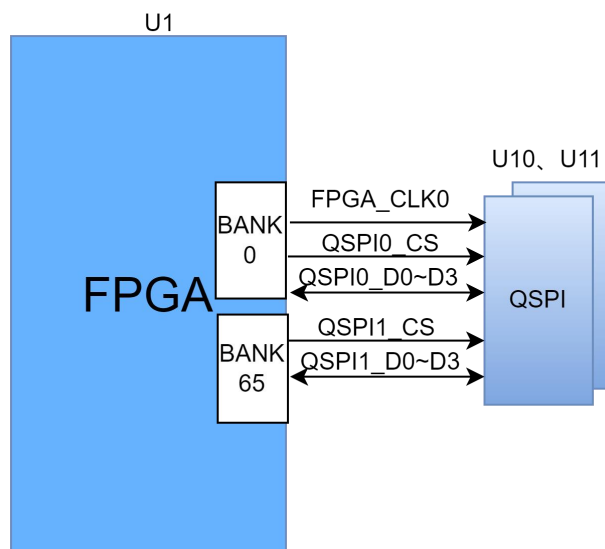 U1
U10、U11
FPGA_CLK0
BANK
0
QSPI0_CS
QSPI0_D0~D3
FPGA
QSPI
QSPI1_CS
BANK
65
QSPI1_D0~D3